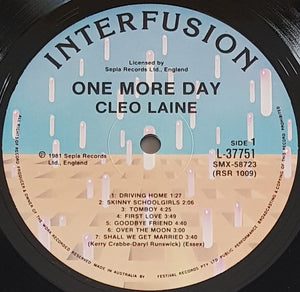 INTERFUSION
Licensed by
Sepia Records Ltd., England
ONE MORE DAY
CLEO LAINE
SIDE 1
L-37751
SMX-58723
(RSR 1009)
℗ 1981 Sepla Records
Ltd., England
1: DRIVING HOME 1:27
2: SKINNY SCHOOLGIRLS 2:06
3: TOMBOY 4:25
4: FIRST LOVE 3:49
5: GOODBYE FRIEND 4:09
6: OVER THE MOON 3:00
7: SHALL WE GET MARRIED 3:40
(Kerry Crabbe-Daryl Runswick) (Essex)
MADE IN AUSTRALIA BY FESTIVAL RECORDS PTY. LTD.